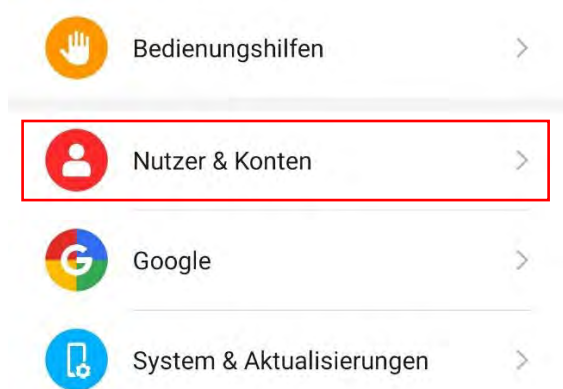 Bedienungshilfen
Nutzer & Konten
Google
System & Aktualisierungen